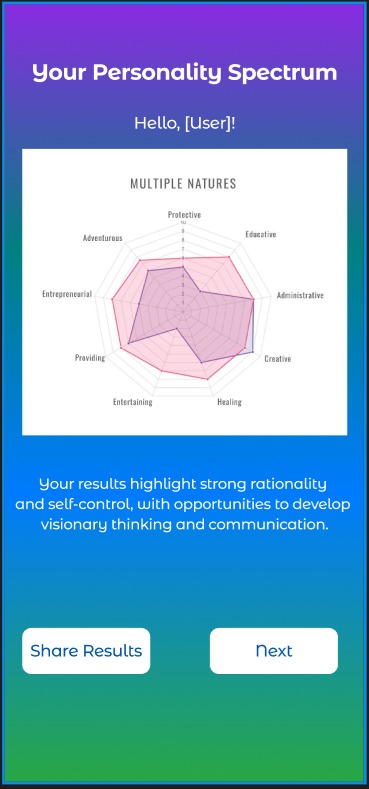 Your Personality Spectrum
Hello, [User]!
MULTIPLE NATURES
Protective
Adventurous
Educative
Entrepreneurial
Administrative
Providing
Creative
Entertaining
Healing
Your results highlight strong rationality
and self-control, with opportunities to develop
visionary thinking and communication.
Share Results
Next